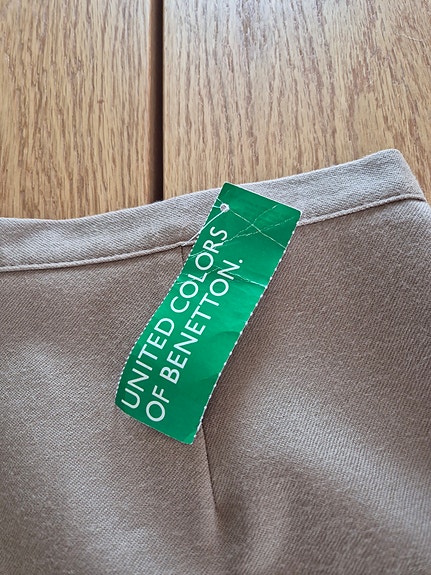 UNITED COLORS
OF BENETTON.